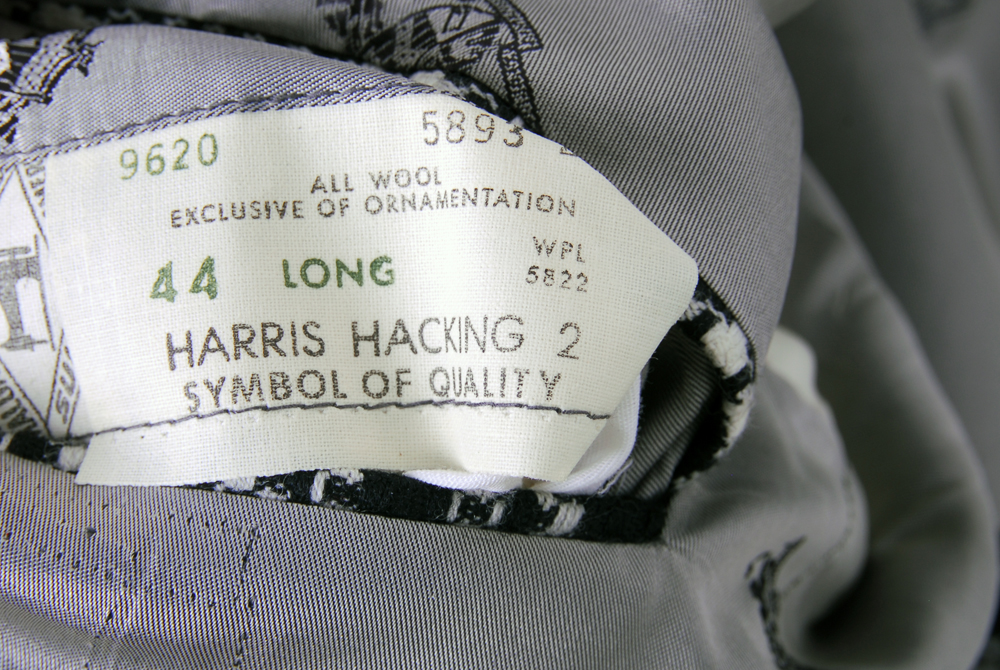 9620 5893
ALL WOOL
EXCLUSIVE OF ORNAMENTATION
WPL
5822
44 LONG
HARRIS HACKING 2
SYMBOL OF QUALITY